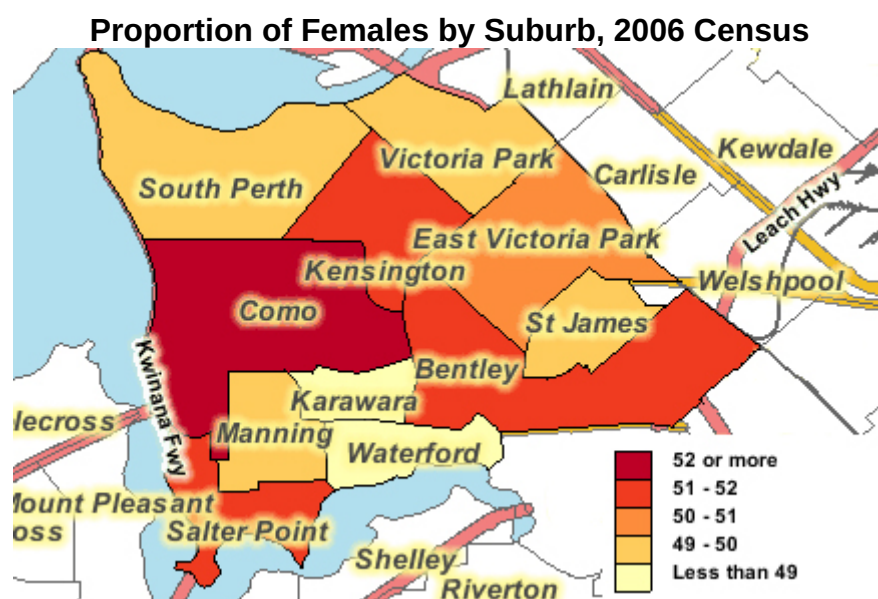 Proportion of Females by Suburb, 2006 Census
Lathlain
Victoria Park
Kewdale
Carlisle
South Perth
Leach Hwy
East Victoria Park
Kensington
Welshpool
Como
St James
Kwinana Fwy
Bentley
Karawara
lecross
Manning
Waterford
52 or more
51 - 52
Mount Pleasant
50 - 51
oss
Salter Point
49 - 50
Shelley
Less than 49
Riverton